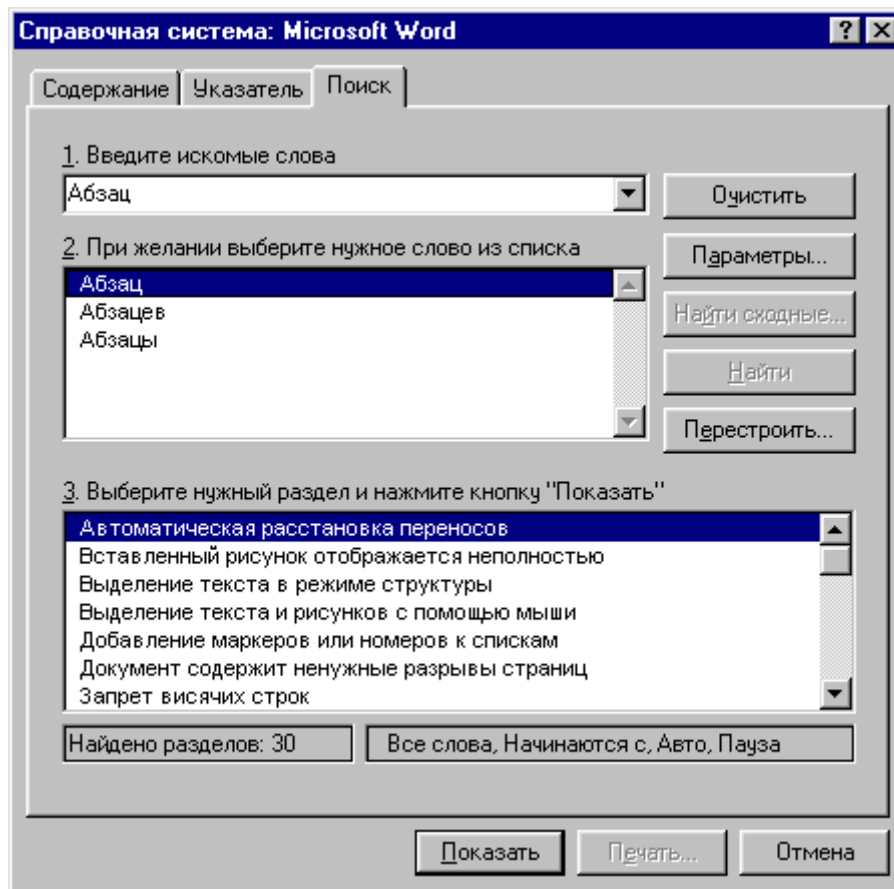 Справочная система: Microsoft Word
Содержание Указатель Поиск
1. Введите искомые слова
Абзац
Очистить
2. При желании выберите нужное слово из списка
Параметры...
Абзац
Абзацев
Абзацы
Найти сходные...
Найти
Перестроить...
3. Выберите нужный раздел и нажмите кнопку "Показать"
Автоматическая расстановка переносов
Вставленный рисунок отображается неполностью
Выделение текста в режиме структуры
Выделение текста и рисунков с помощью мыши
Добавление маркеров или номеров к спискам
Документ содержит ненужные разрывы страниц
Запрет висячих строк
Найдено разделов: 30
Все слова, Начинаются с, Авто, Пауза
Показать Печать... Отмена